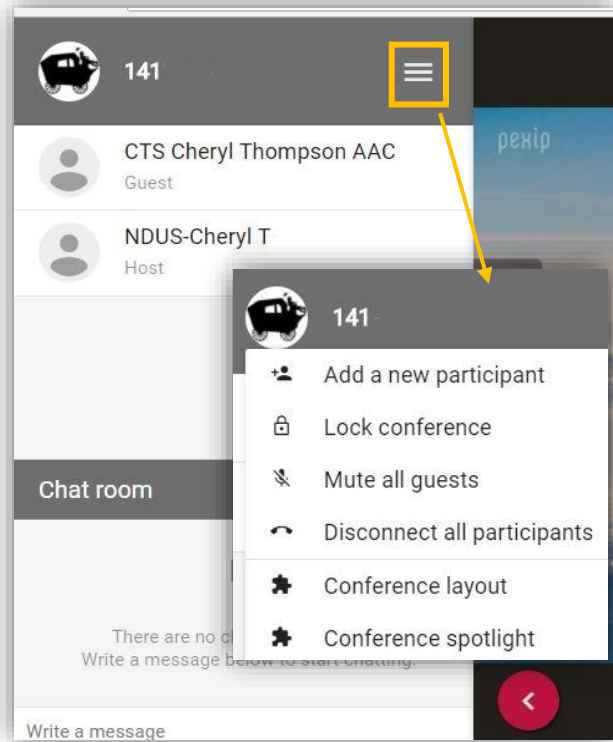 141
CTS Cheryl Thompson AAC
Guest
NDUS-Cheryl T
Host
pexip
141
Add a new participant
Lock conference
Mute all guests
Disconnect all participants
Conference layout
Conference spotlight
Chat room
There are no
Write a message below to start chatting.
Write a message